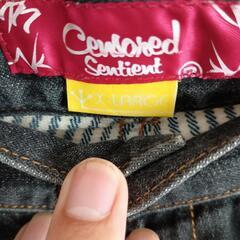 Censored
Sentient
®
X-LARGE